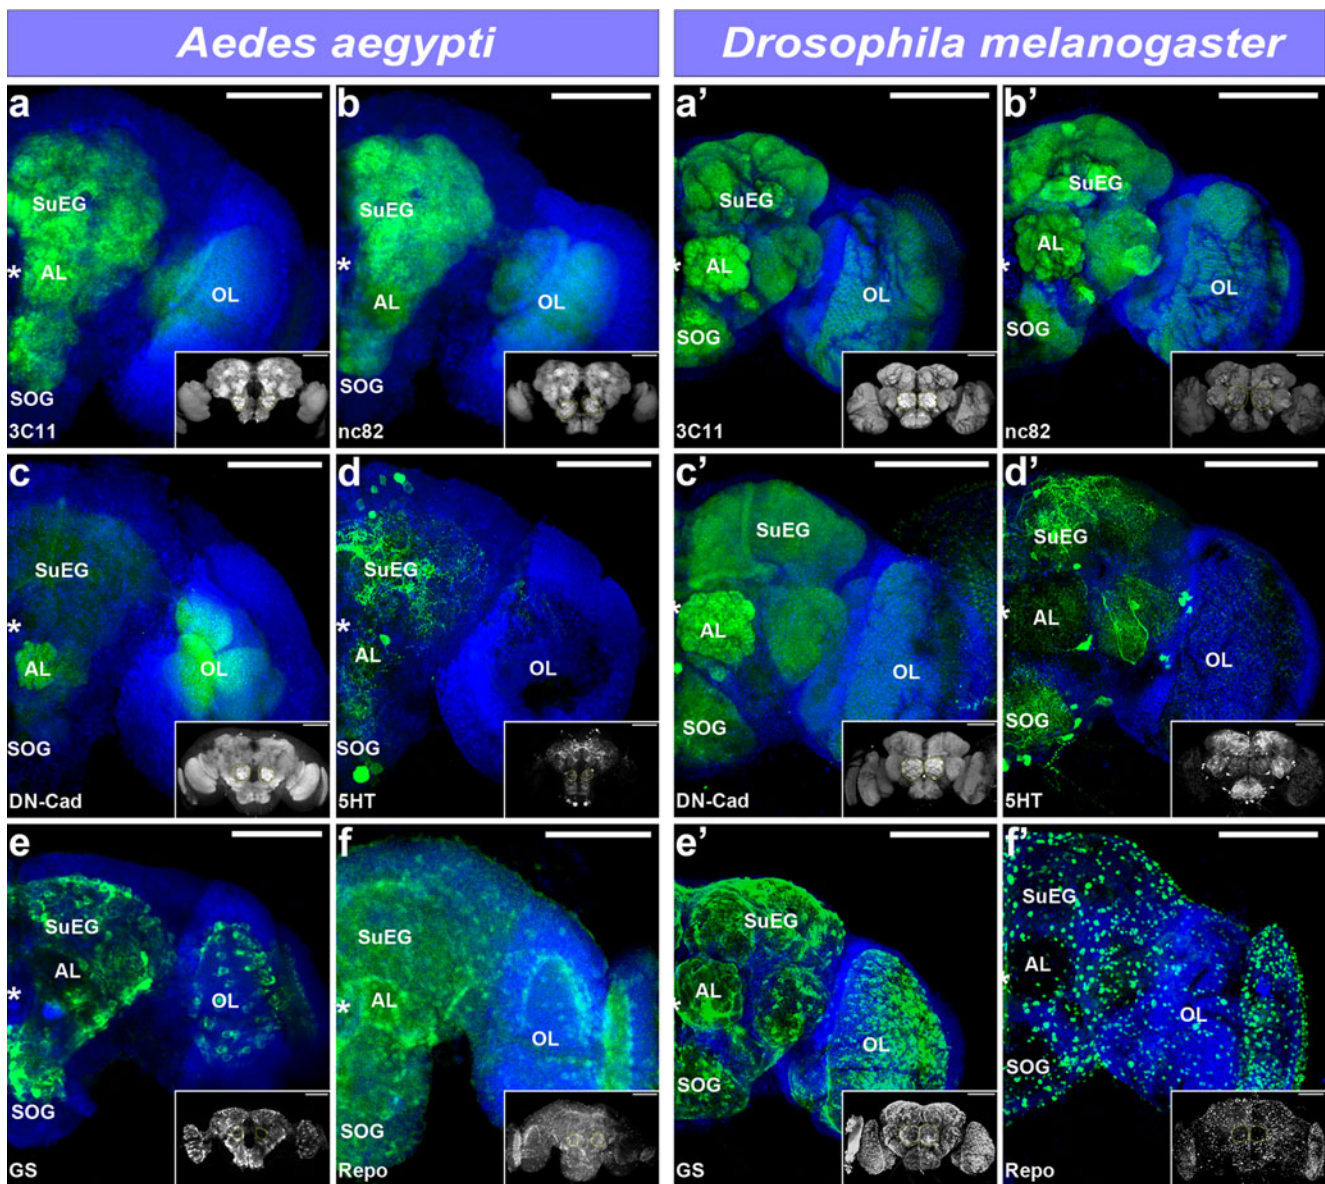 Aedes aegypti
Drosophila melanogaster
a
SuEG
*
AL
OL
SOG
3C11
b
SuEG
*
AL
OL
SOG
nc82
a'
SuEG
*
AL
OL
SOG
3C11
b'
SuEG
*
AL
OL
SOG
nc82
c
SuEG
*
AL
OL
SOG
DN-Cad
d
SuEG
*
AL
OL
SOG
5HT
c'
SuEG
*
AL
OL
SOG
DN-Cad
d'
SuEG
*
AL
OL
SOG
5HT
e
SuEG
AL
*
OL
SOG
GS
f
SuEG
AL
*
OL
SOG
Repo
e'
SuEG
AL
*
OL
SOG
GS
f'
SuEG
AL
*
OL
SOG
Repo